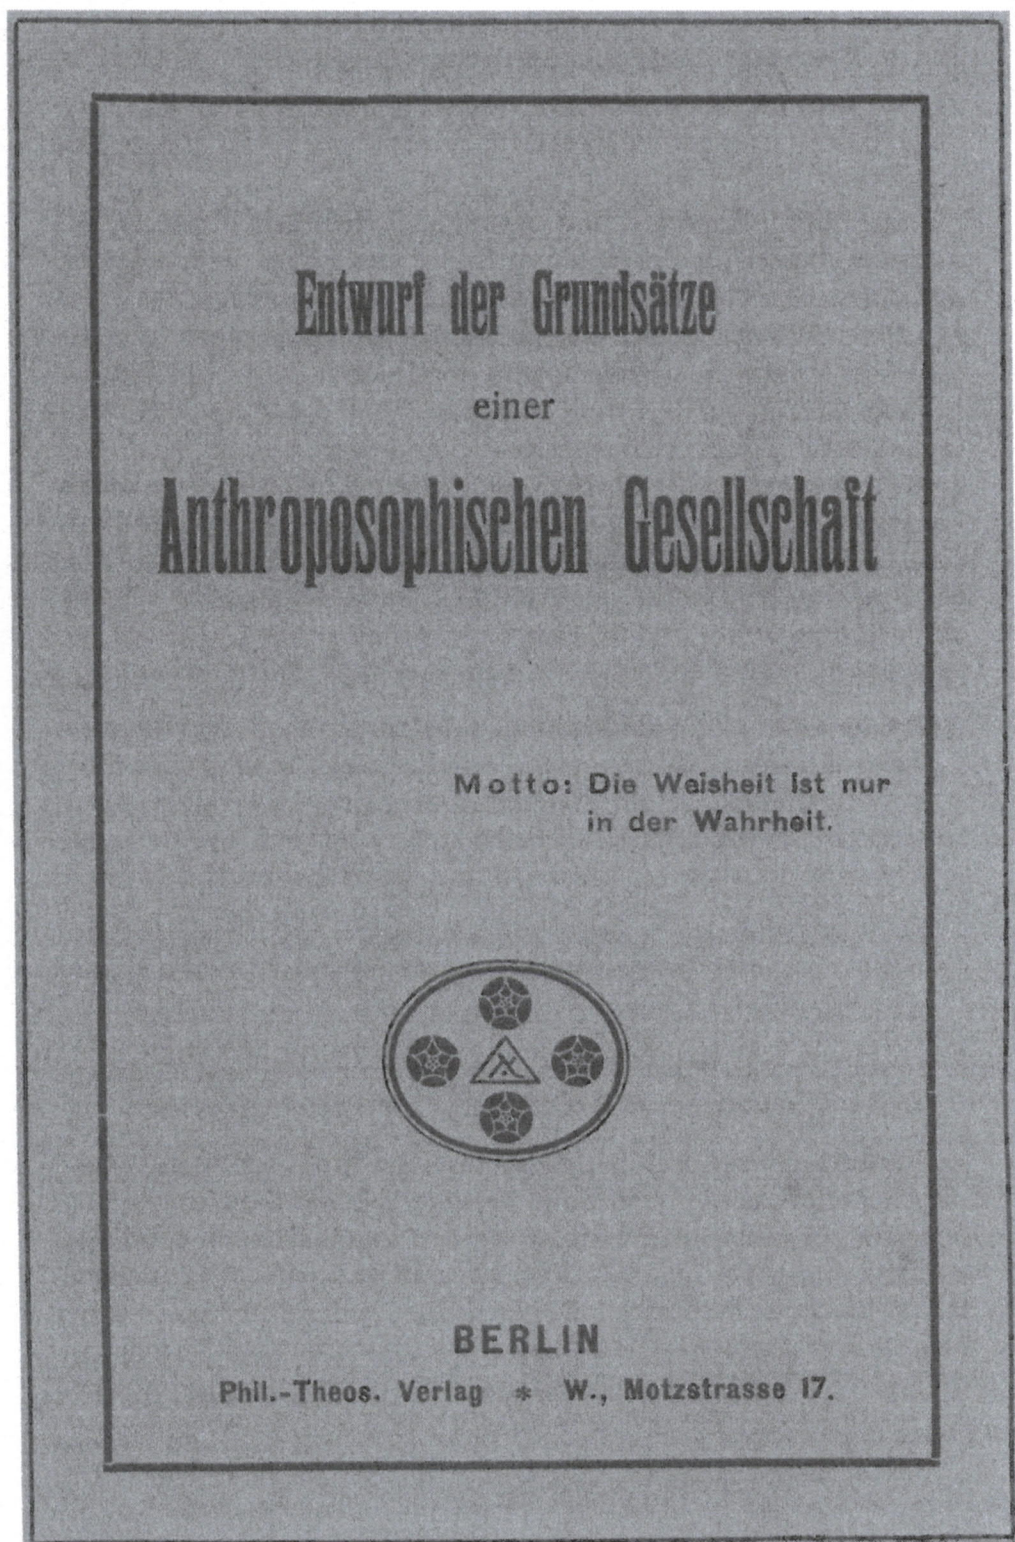 Entwurf der Grundsätze
einer
Anthroposophischen Gesellschaft
Motto: Die Weisheit ist nur
in der Wahrheit.
BERLIN
Phil.-Theos. Verlag * W., Motzstrasse 17.